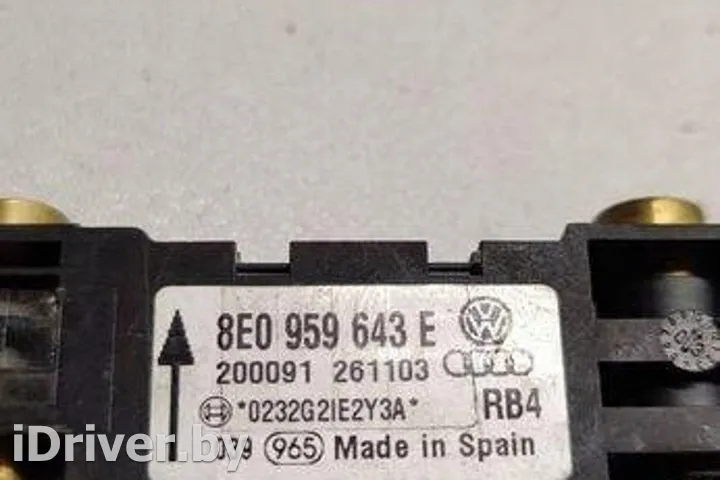 8E0 959 643 E
200091 261103
*0232G2IE2Y3A* RB4
965 Made in Spain
iDriver.by